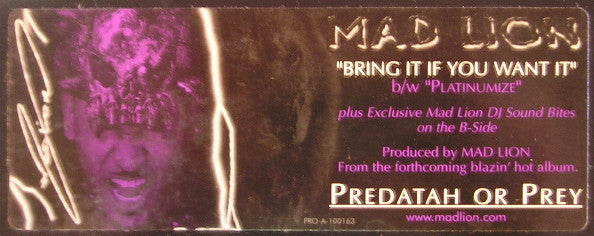 MAD LION
"BRING IT IF YOU WANT IT"
b/w "PLATINUMIZE"
plus Exclusive Mad Lion DJ Sound Bites
on the B-Side
Produced by MAD LION
From the forthcoming blazin' hot album.
PREDATAH OR PREY
www.madlion.com
PRO-A-100163